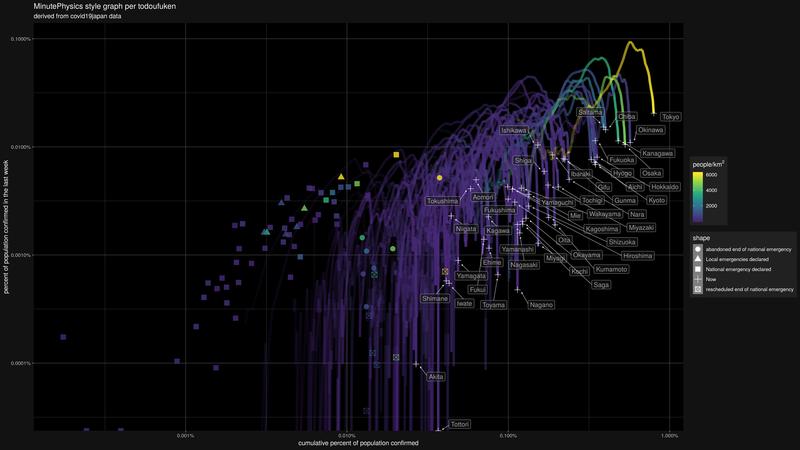 MinutePhysics style graph per todoufuken
derived from covid19japan data
percent of population confirmed in the last week
0.1000%
0.0100%
0.0010%
0.0001%
0.001%
0.010%
0.100%
1.000%
cumulative percent of population confirmed
Saitama
Chiba
Tokyo
Ishikawa
Okinawa
Kanagawa
Shiga
Fukuoka
Osaka
Ibaraki
Hyogo
Gifu
Aichi
Hokkaido
Tokushima
Aomori
Yamaguchi
Tochigi
Gunma
Kyoto
Fukushima
Mie
Wakayama
Nara
Niigata
Kagawa
Kagoshima
Miyazaki
Oita
Shizuoka
Yamanashi
Ehime
Miyagi
Okayama
Hiroshima
Nagasaki
Kochi
Kumamoto
Yamagata
Saga
Fukui
Shimane
Iwate
Toyama
Nagano
Akita
Tottori
people/km²
6000
4000
2000
shape
abandoned end of national emergency
Local emergencies declared
National emergency declared
Now
rescheduled end of national emergency